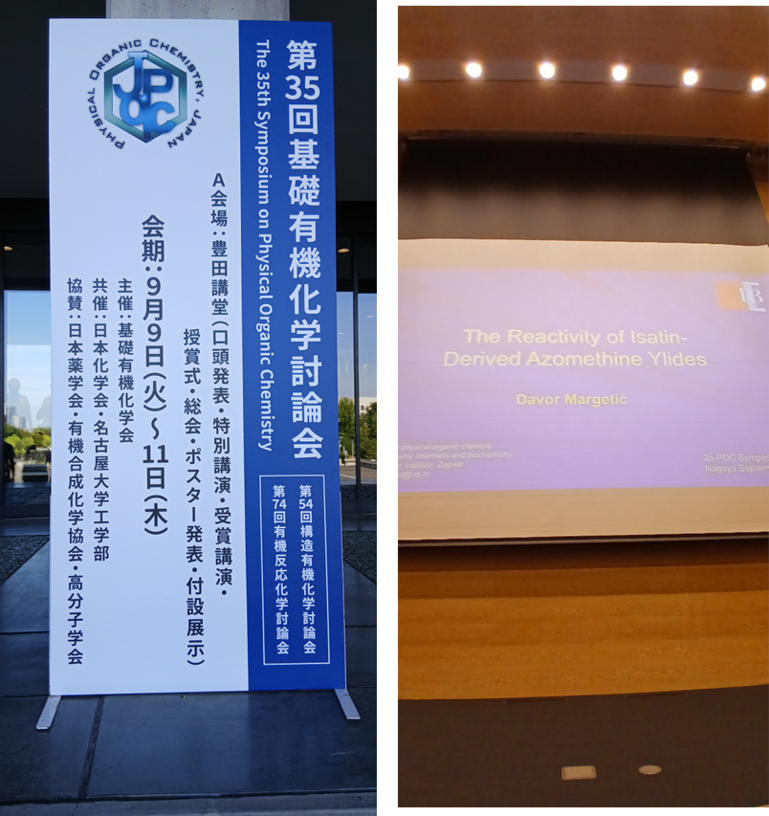 PHYSICAL ORGANIC CHEMISTRY, JAPAN
JPOC
第35回基礎有機化学討論会
The 35th Symposium on Physical Organic Chemistry
第54回構造有機化学討論会
第74回有機反応化学討論会
A会場:豊田講堂(口頭発表・特別講演・受賞講演・
授賞式・総会・ポスター発表・付設展示)
会期:9月9日(火)~11日(木)
主催:基礎有機化学会
共催:日本化学会・名古屋大学工学部
協賛:日本薬学会・有機合成化学協会・高分子学会
The Reactivity of Isatin-
Derived Azomethine Ylides
Davor Margetić
physical-organic chemistry
chemistry and biochemistry
Institute, Zagreb
35 POC Sympo
Nagoya Septem